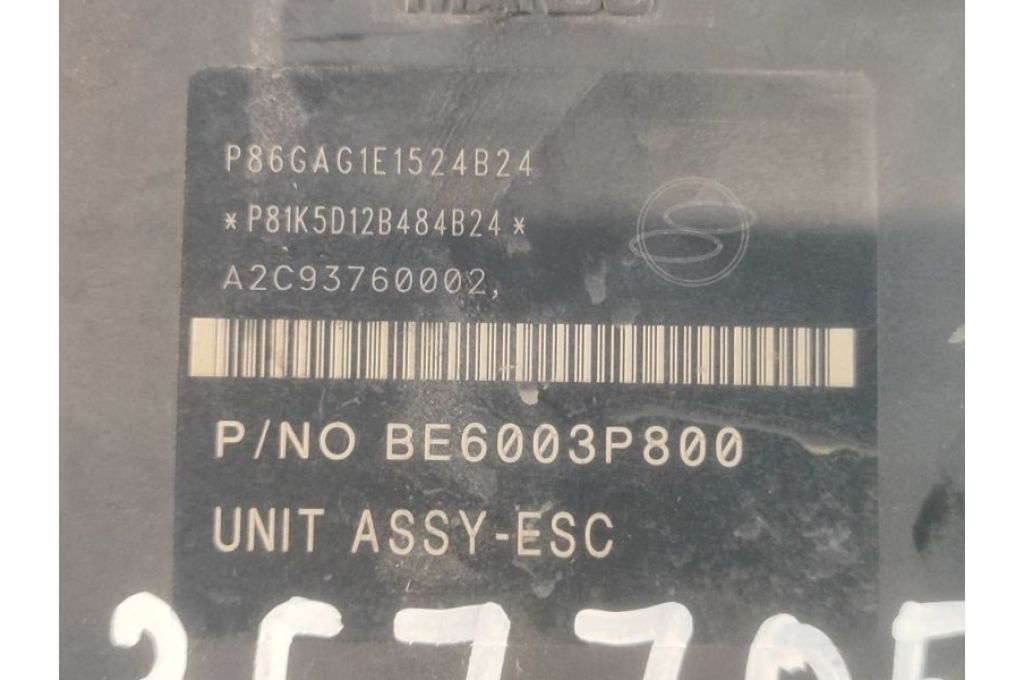 P86GAG1E1524B24
*P81K5D12B484B24*
A2C93760002,
P/NO BE6003P800
UNIT ASSY-ESC